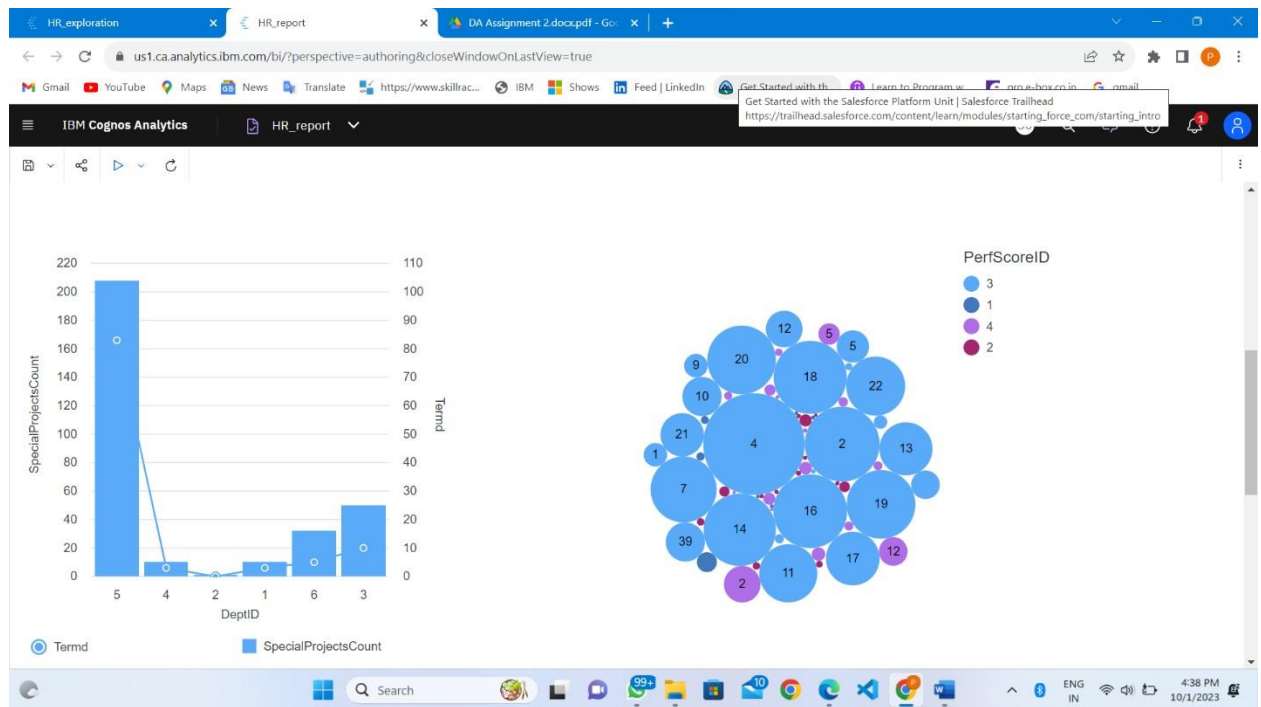 HR_exploration
HR_report
DA Assignment 2.docx.pdf - Goo
us1.ca.analytics.ibm.com/bi/?perspective=authoring&closeWindowOnLastView=true
P
Gmail YouTube Maps News Translate https://www.skillrac... IBM Shows Feed | LinkedIn Get Started with th... Learn to Program w... pro.e-box.co.in gmail
Get Started with the Salesforce Platform Unit | Salesforce Trailhead
https://trailhead.salesforce.com/content/learn/modules/starting_force_com/starting_intro
IBM Cognos Analytics
HR_report
1
220
200
180
160
140
120
100
80
60
40
20
0
SpecialProjectsCount
110
100
90
80
70
60
50
40
30
20
10
0
Termd
5 4 2 1 6 3
DeptID
Termd
SpecialProjectsCount
12
5
5
20
9
18
22
10
21
4
2
13
1
7
19
16
14
39
17
12
11
2
PerfScoreID
3
1
4
2
Search
99+
10
ENG
IN
4:38 PM
10/1/2023